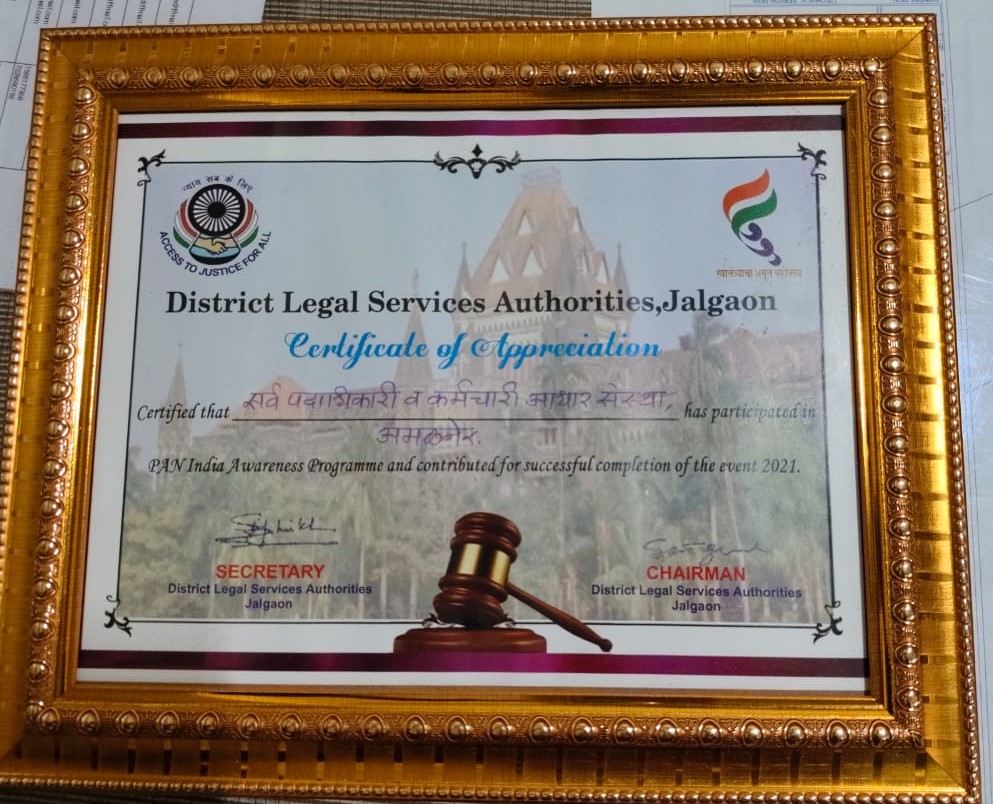 न्याय सब के लिए
ACCESS TO JUSTICE FOR ALL
स्वातंत्र्याचा अमृत महोत्सव
District Legal Services Authorities,Jalgaon
Certificate of Appreciation
Certified that सर्व पदाधिकारी व कर्मचारी आधार संस्था, has participated in
अमळनेर.
PAN India Awareness Programme and contributed for successful completion of the event 2021.
SECRETARY
District Legal Services Authorities
Jalgaon
CHAIRMAN
District Legal Services Authorities
Jalgaon